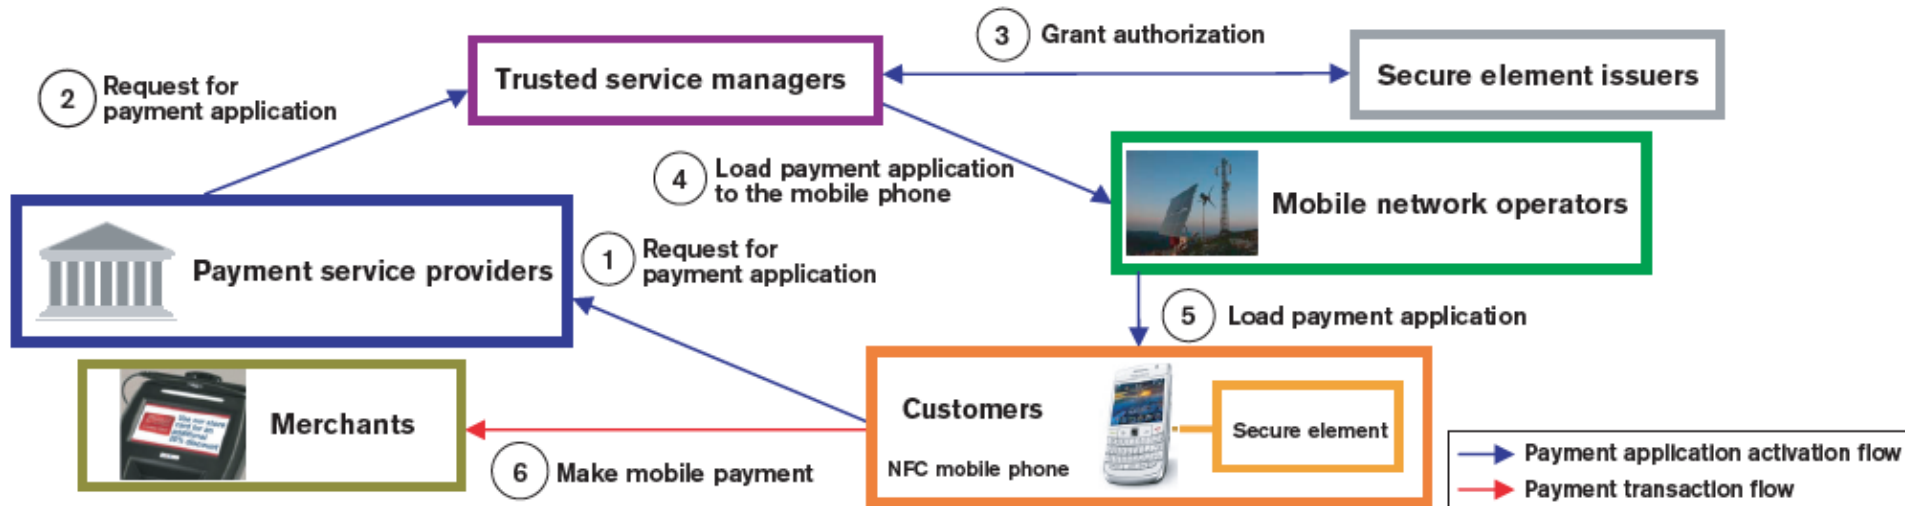 3 Grant authorization
Trusted service managers
Secure element issuers
2 Request for
payment application
4 Load payment application
to the mobile phone
Mobile network operators
Payment service providers
1 Request for
payment application
5 Load payment application
Merchants
Customers
NFC mobile phone
Secure element
6 Make mobile payment
Payment application activation flow
Payment transaction flow